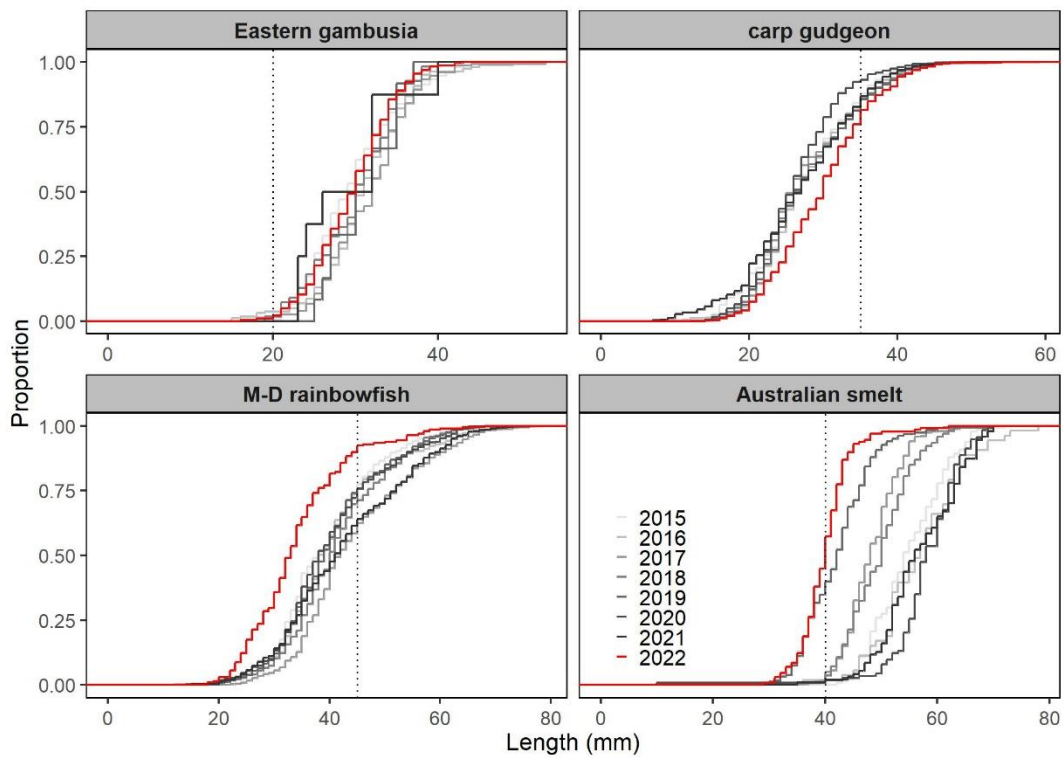 Eastern gambusia
carp gudgeon
1.00
0.75
0.50
0.25
0.00
0 20 40
0 20 40 60
Proportion
M-D rainbowfish
Australian smelt
1.00
0.75
0.50
0.25
0.00
2015
2016
2017
2018
2019
2020
2021
2022
0 20 40 60 80
0 20 40 60 80
Length (mm)